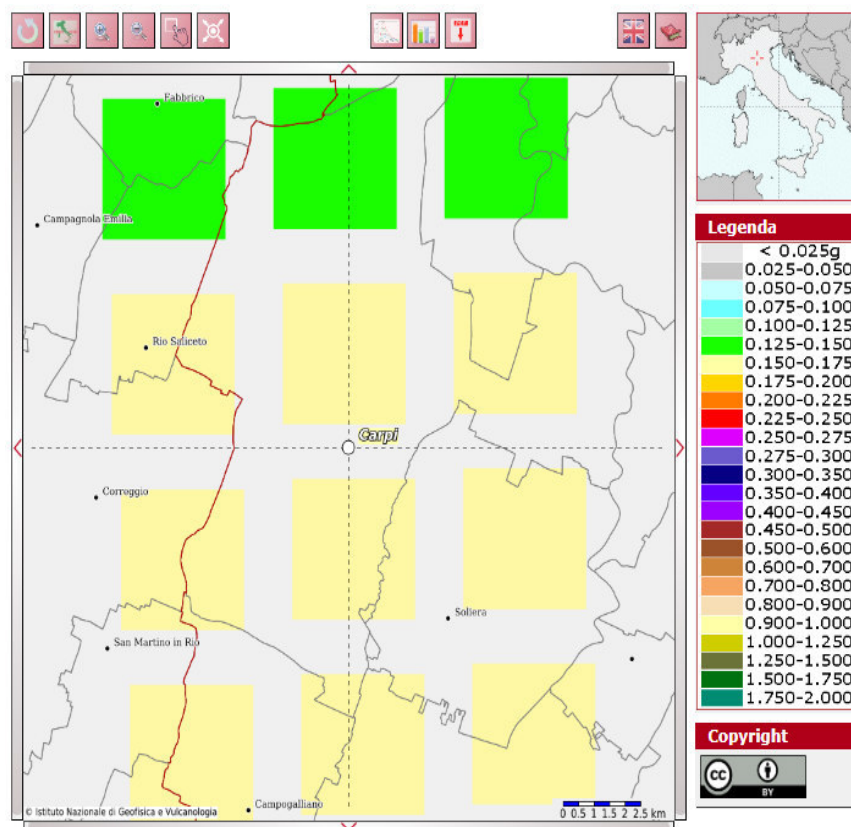 Fabbrico
Campagnola Emilia
Rio Saliceto
Carpi
Correggio
Soliera
San Martino in Rio
Campogalliano
© Istituto Nazionale di Geofisica e Vulcanologia
0 0.5 1 1.5 2 2.5 km
Legenda
< 0.025g
0.025-0.050
0.050-0.075
0.075-0.100
0.100-0.125
0.125-0.150
0.150-0.175
0.175-0.200
0.200-0.225
0.225-0.250
0.250-0.275
0.275-0.300
0.300-0.350
0.350-0.400
0.400-0.450
0.450-0.500
0.500-0.600
0.600-0.700
0.700-0.800
0.800-0.900
0.900-1.000
1.000-1.250
1.250-1.500
1.500-1.750
1.750-2.000
Copyright
cc
BY